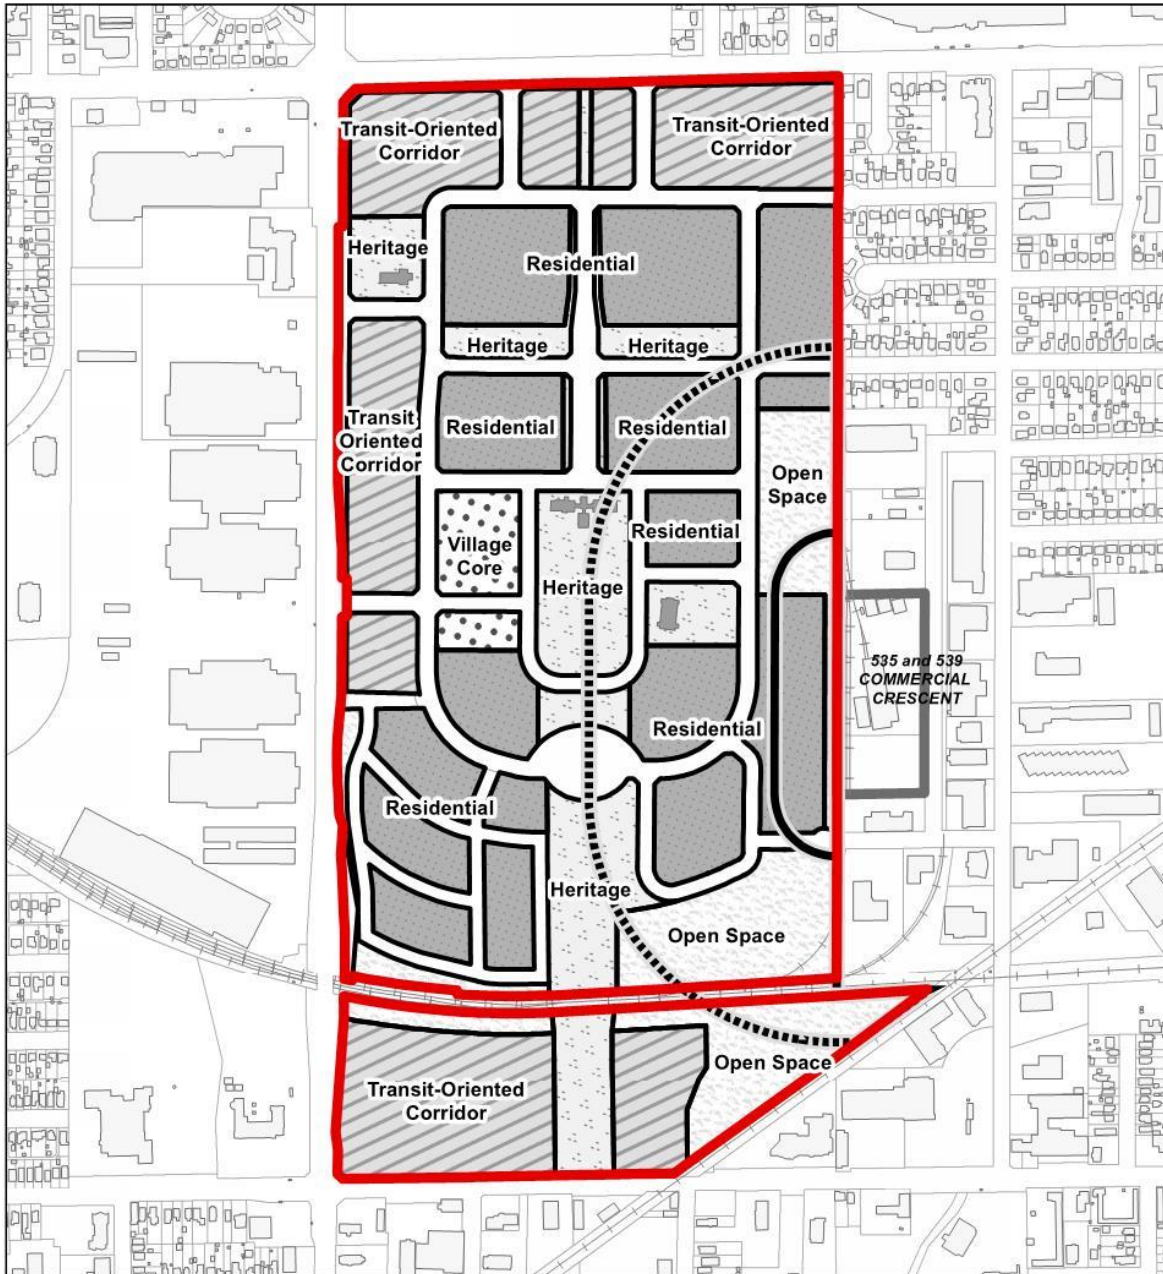 Transit-Oriented
Corridor
Transit-Oriented
Corridor
Heritage
Residential
Heritage
Heritage
Transit
Oriented
Corridor
Residential
Residential
Open
Space
Village
Core
Residential
Heritage
535 and 539
COMMERCIAL
CRESCENT
Residential
Residential
Heritage
Open Space
Open Space
Transit-Oriented
Corridor